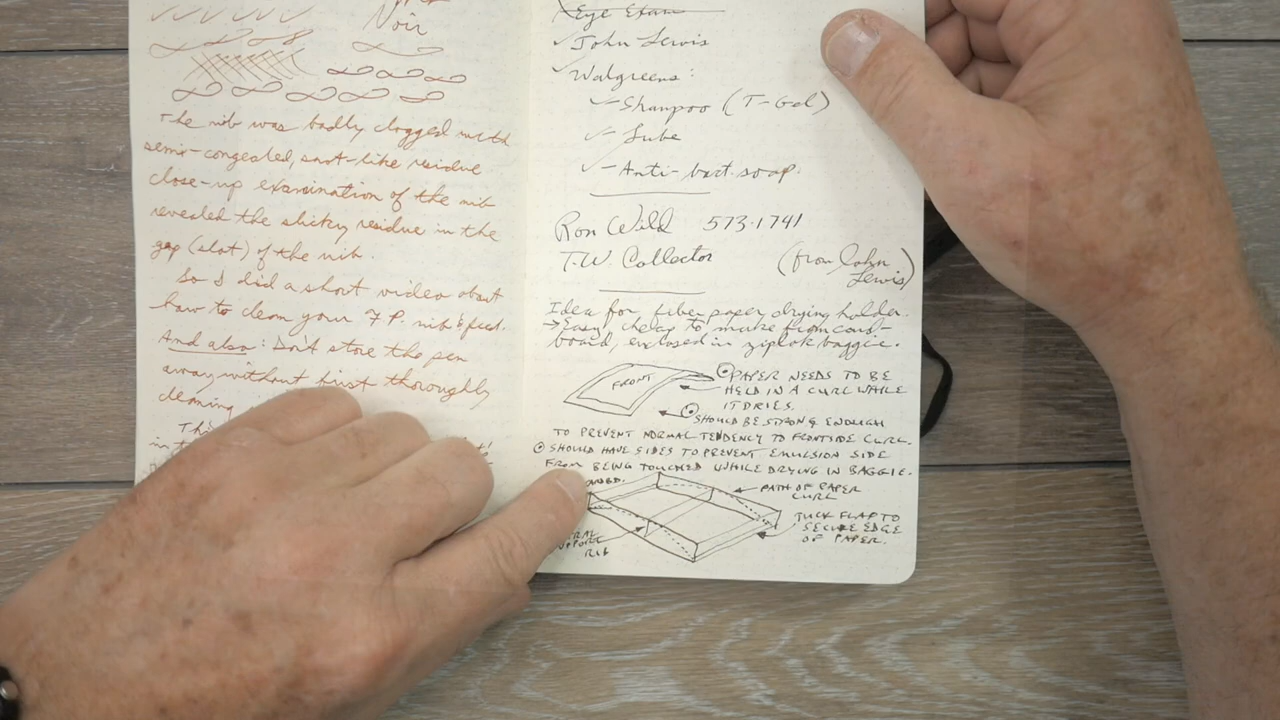 Noir
The nib was badly clogged with
semi-congealed, snot-like residue
close-up examination of the nib
revealed the sticky residue in the
gap (slot) of the nib.
So I did a short video about
how to clean your F.P. nib & feed.
And also: Don't store the pen
away without first thoroughly
cleaning
Eye Exam
John Lewis
Walgreens:
- Shampoo (T-Gel)
- Lube
- Anti-bact. soap.
Ron Wild 573-1741
T.W. Collector (from John
Lewis)
Idea for fiber paper drying holder.
→ Easy, cheap to make from card-
board, enclosed in ziplok baggie.
FRONT
PAPER NEEDS TO BE
HELD IN A CURL WHILE
IT DRIES.
SHOULD BE STRONG ENOUGH
TO PREVENT NORMAL TENDENCY TO FRONTSIDE CURL.
SHOULD HAVE SIDES TO PREVENT EMULSION SIDE
FROM BEING TOUCHED WHILE DRYING IN BAGGIE.
PATH OF PAPER
CURL
TUCK FLAP TO
SECURE EDGE
OF PAPER.
RIB